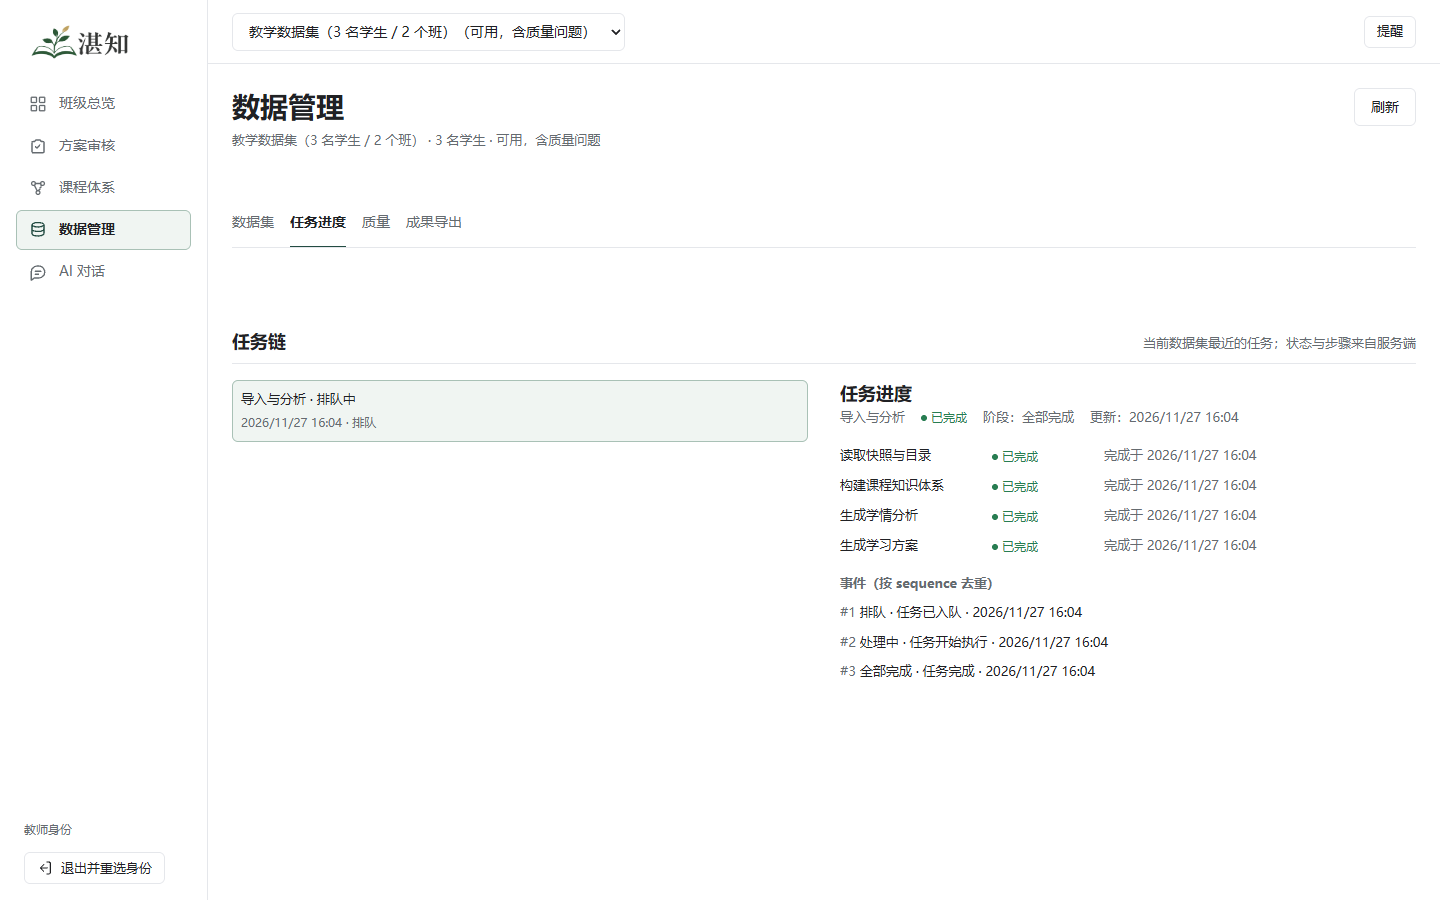 湛知
班级总览
方案审核
课程体系
数据管理
AI 对话
教师身份
退出并重选身份
教学数据集（3 名学生 / 2 个班）（可用，含质量问题）
提醒
数据管理
刷新
教学数据集（3 名学生 / 2 个班） · 3 名学生 · 可用，含质量问题
数据集 任务进度 质量 成果导出
任务链
当前数据集最近的任务；状态与步骤来自服务端
导入与分析 · 排队中
2026/11/27 16:04 · 排队
任务进度
导入与分析 已完成 阶段：全部完成 更新：2026/11/27 16:04
读取快照与目录 已完成 完成于 2026/11/27 16:04
构建课程知识体系 已完成 完成于 2026/11/27 16:04
生成学情分析 已完成 完成于 2026/11/27 16:04
生成学习方案 已完成 完成于 2026/11/27 16:04
事件（按 sequence 去重）
#1 排队 · 任务已入队 · 2026/11/27 16:04
#2 处理中 · 任务开始执行 · 2026/11/27 16:04
#3 全部完成 · 任务完成 · 2026/11/27 16:04